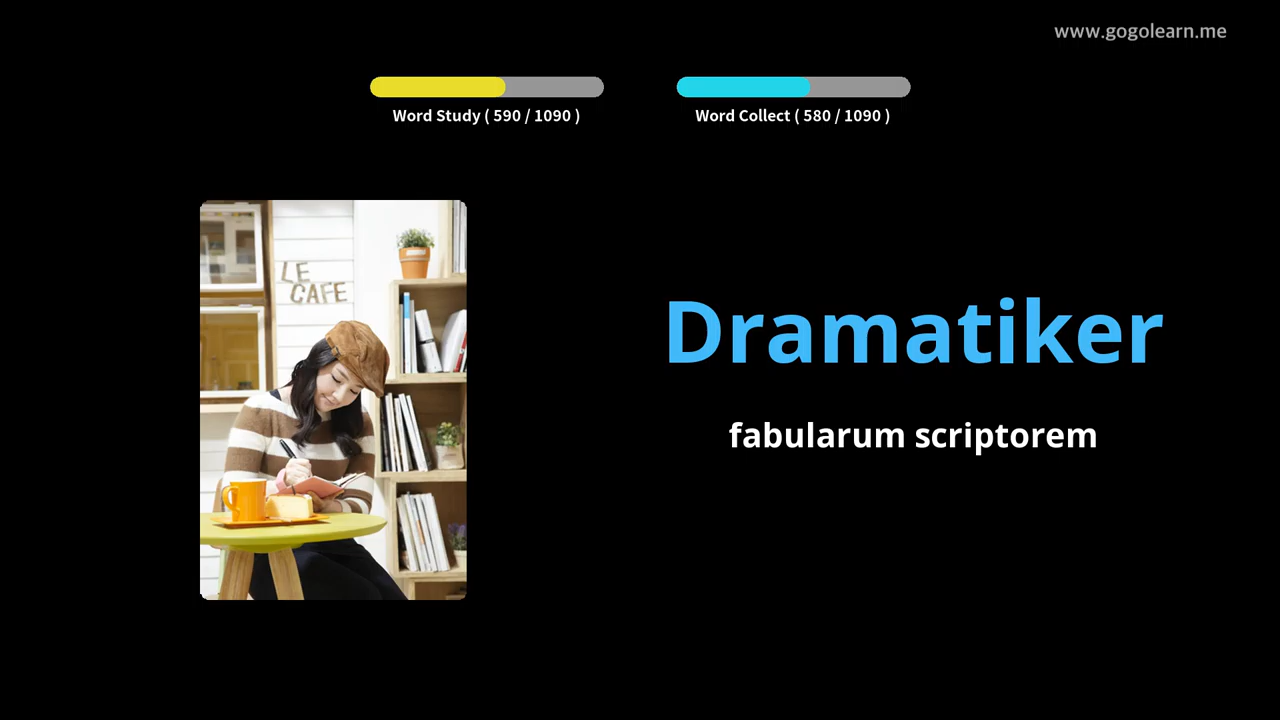 www.gogolearn.me
Word Study ( 590 / 1090 )
Word Collect ( 580 / 1090 )
LE
CAFE
Dramatiker
fabularum scriptorem